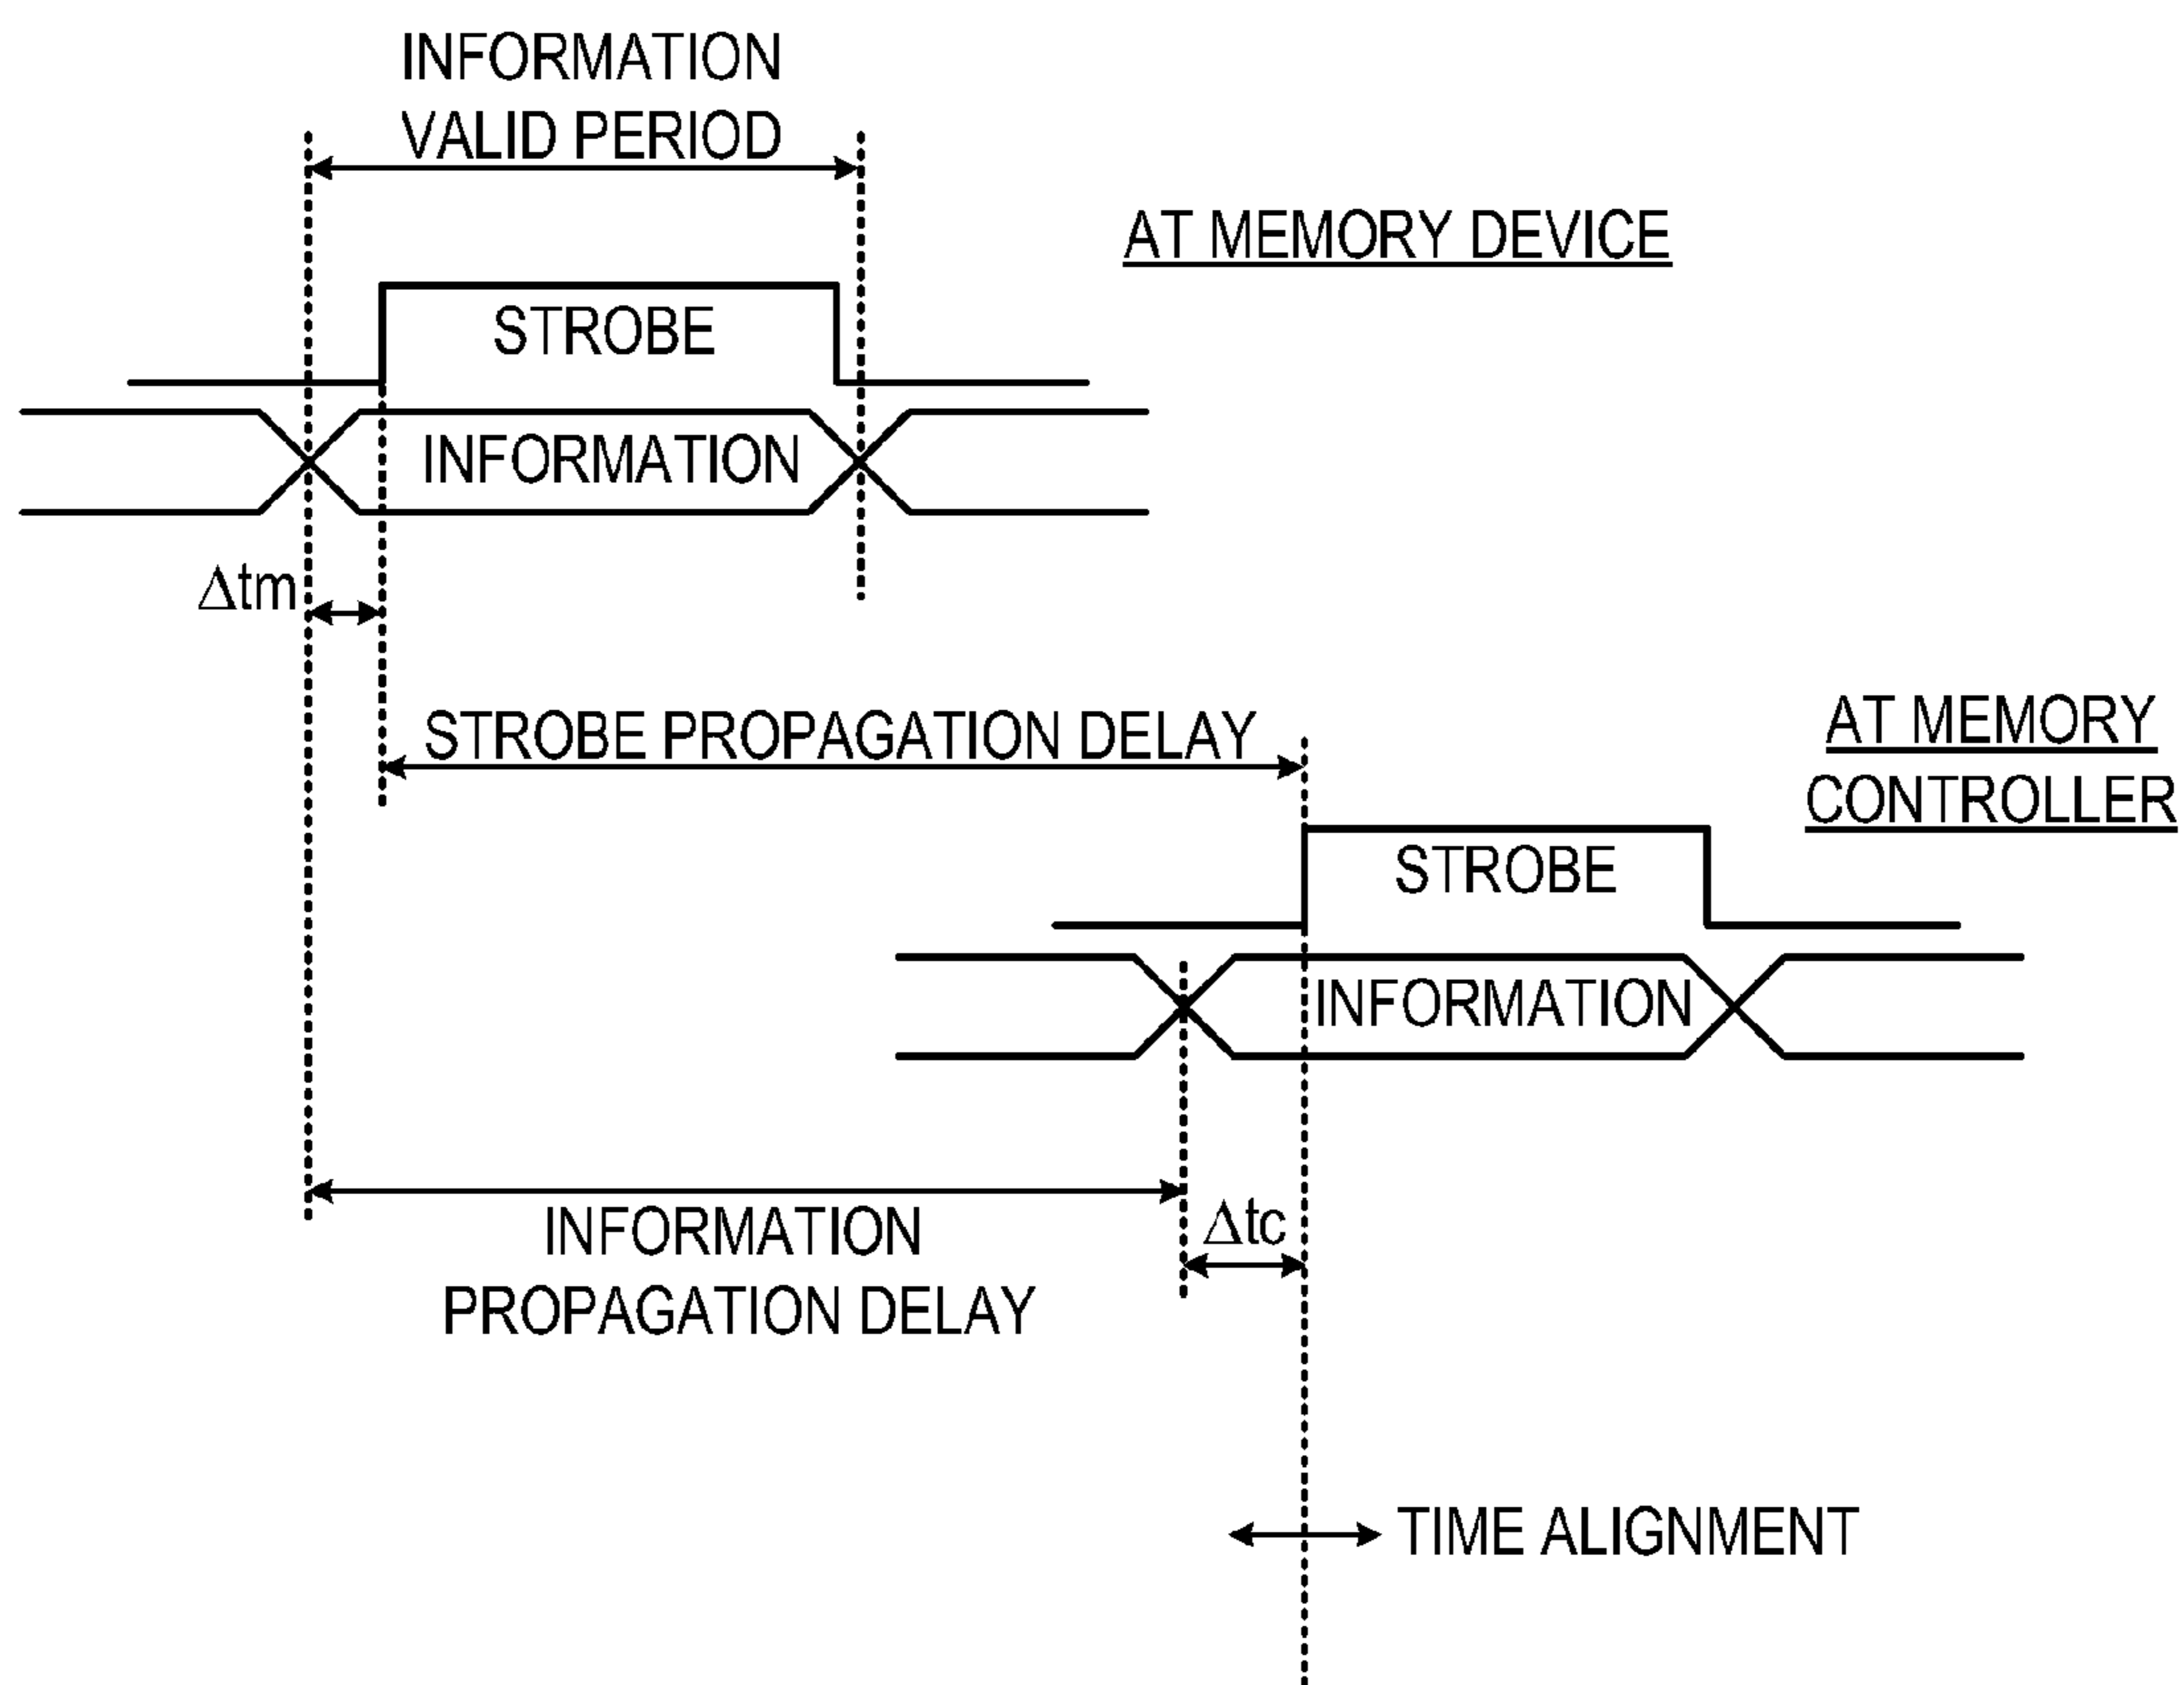 INFORMATION
VALID PERIOD
AT MEMORY DEVICE
STROBE
INFORMATION
Δtm
STROBE PROPAGATION DELAY
AT MEMORY
CONTROLLER
STROBE
INFORMATION
INFORMATION
PROPAGATION DELAY
Δtc
TIME ALIGNMENT